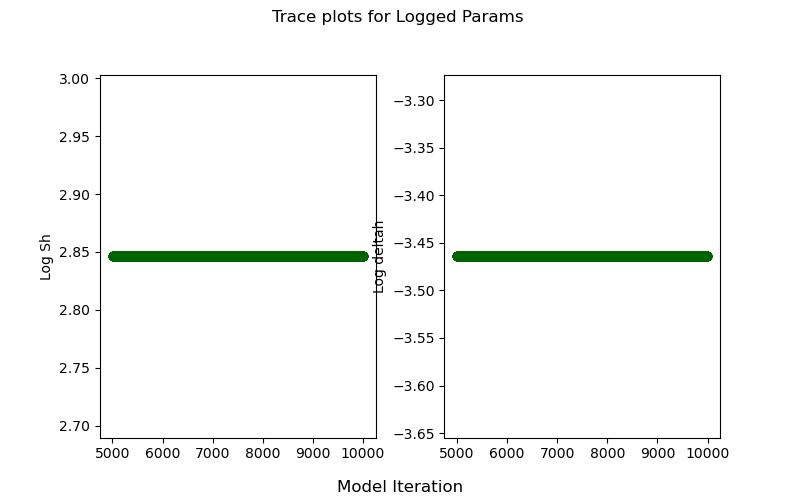 Trace plots for Logged Params
3.00
2.95
2.90
2.85
2.80
2.75
2.70
Log Sh
5000 6000 7000 8000 9000 10000
−3.30
−3.35
−3.40
−3.45
−3.50
−3.55
−3.60
−3.65
Log deltah
5000 6000 7000 8000 9000 10000
Model Iteration